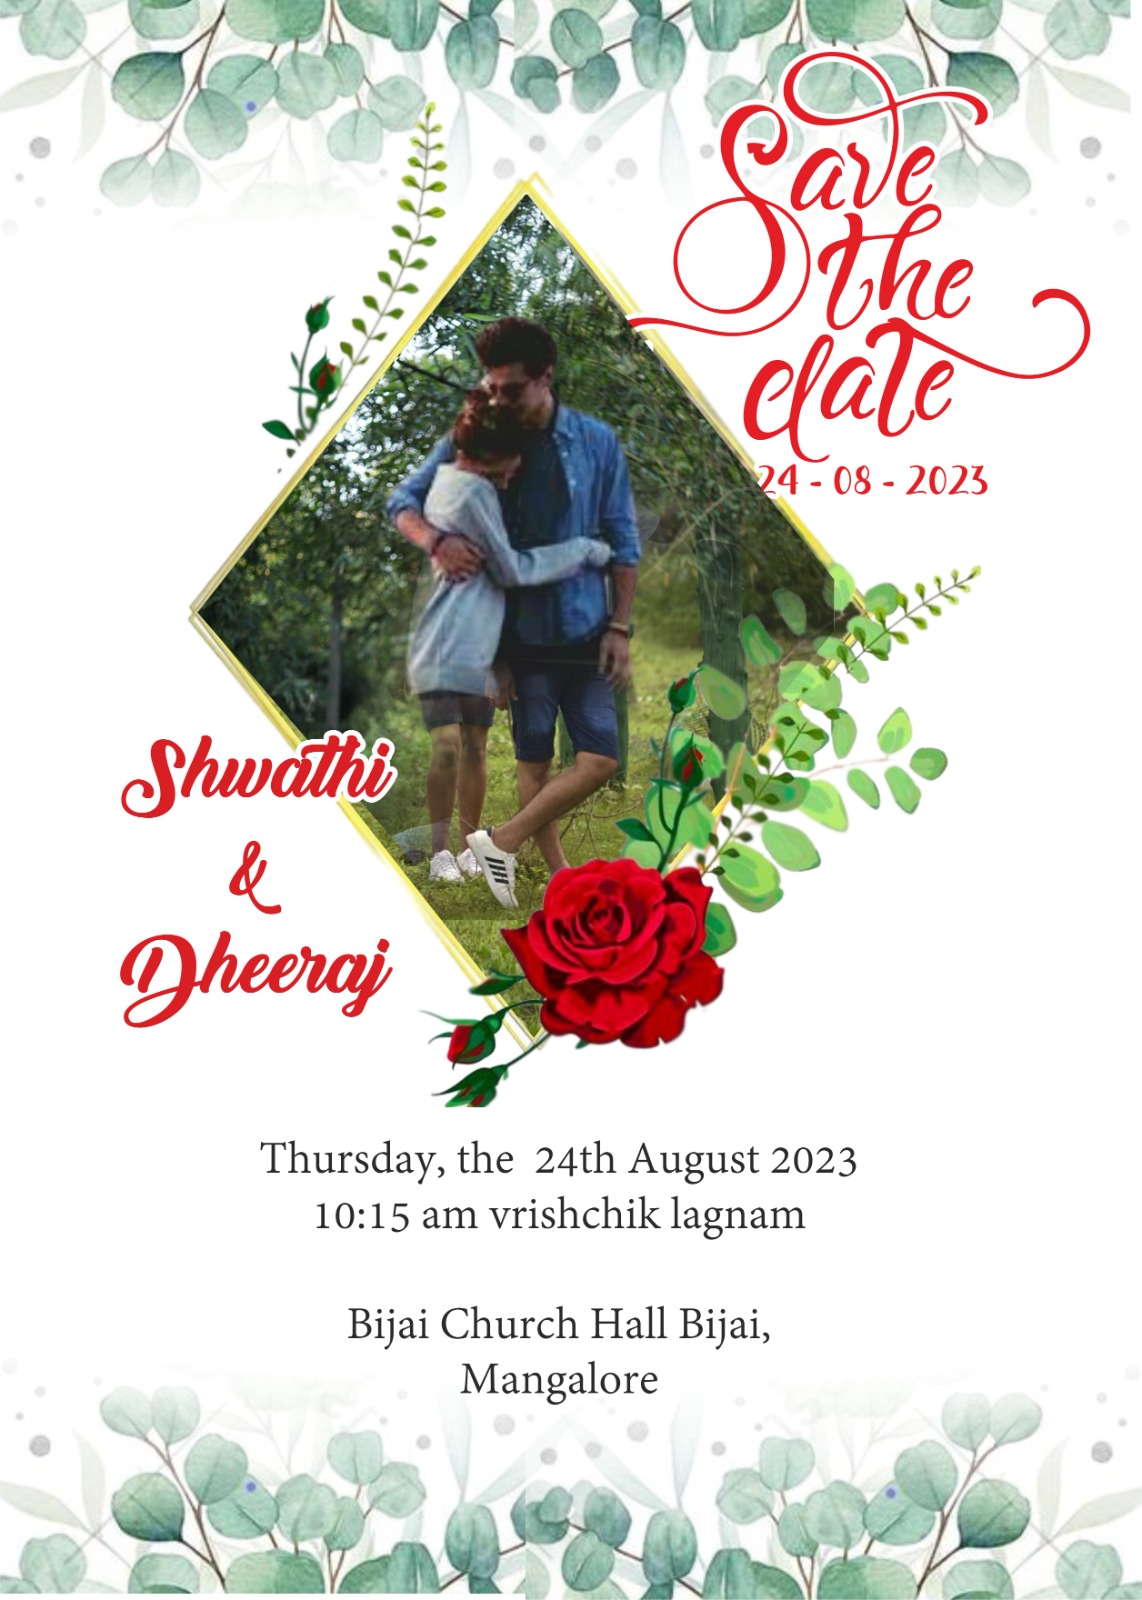 Save
the
date
24 - 08 - 2023
Shwathi
&
Dheeraj
Thursday, the 24th August 2023
10:15 am vrishchik lagnam
Bijai Church Hall Bijai,
Mangalore